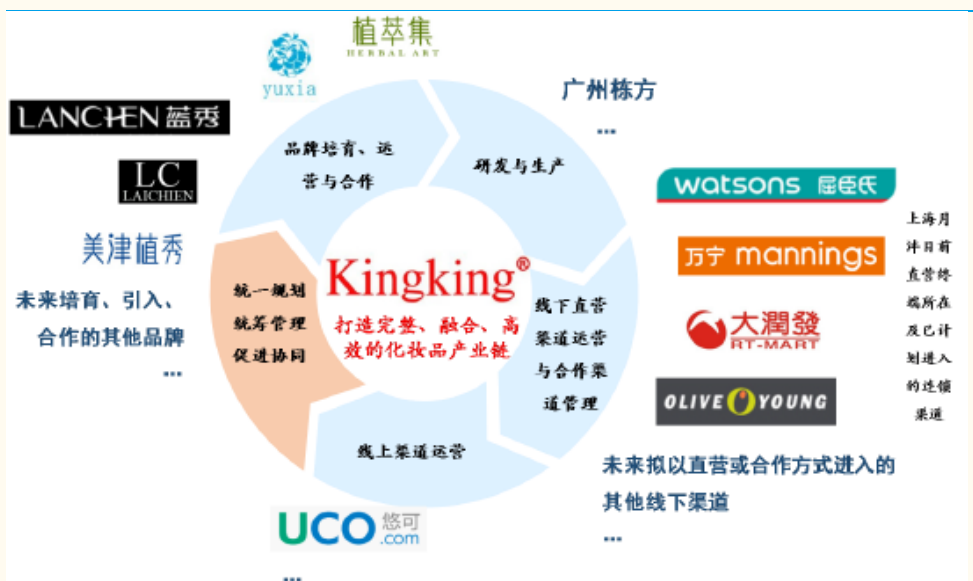 植萃集
HERBAL ART
yuxia
LANCHEN 蓝秀
LC
LAICHIEN
美津植秀
未来培育、引入、
合作的其他品牌
...
品牌培育、运
营与合作
研发与生产
广州栋方
...
watsons 屈臣氏
万宁 mannings
大潤發
RT-MART
OLIVE YOUNG
上海月
沣目前
直营终
端所在
及已计
划进入
的连锁
渠道
统一规划
统筹管理
促进协同
Kingking®
打造完整、融合、高
效的化妆品产业链
线下直营
渠道运营
与合作渠
道管理
线上渠道运营
未来拟以直营或合作方式进入的
其他线下渠道
...
UCO 悠可
.com
...